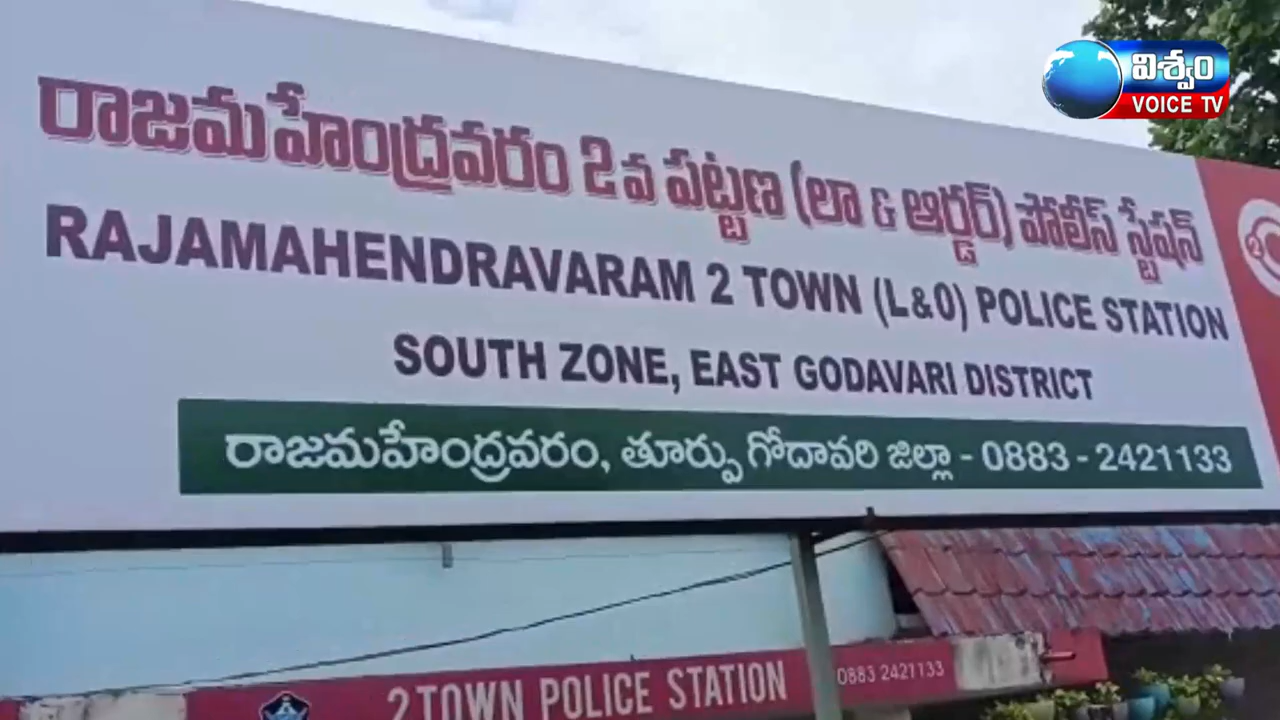 విశ్వం
VOICE TV
రాజమహేంద్రవరం 2వ పట్టణ (లా & ఆర్డర్) పోలీస్ స్టేషన్
RAJAMAHENDRAVARAM 2 TOWN (L&O) POLICE STATION
SOUTH ZONE, EAST GODAVARI DISTRICT
రాజమహేంద్రవరం, తూర్పు గోదావరి జిల్లా - 0883 - 2421133
2 TOWN POLICE STATION
0883 2421133